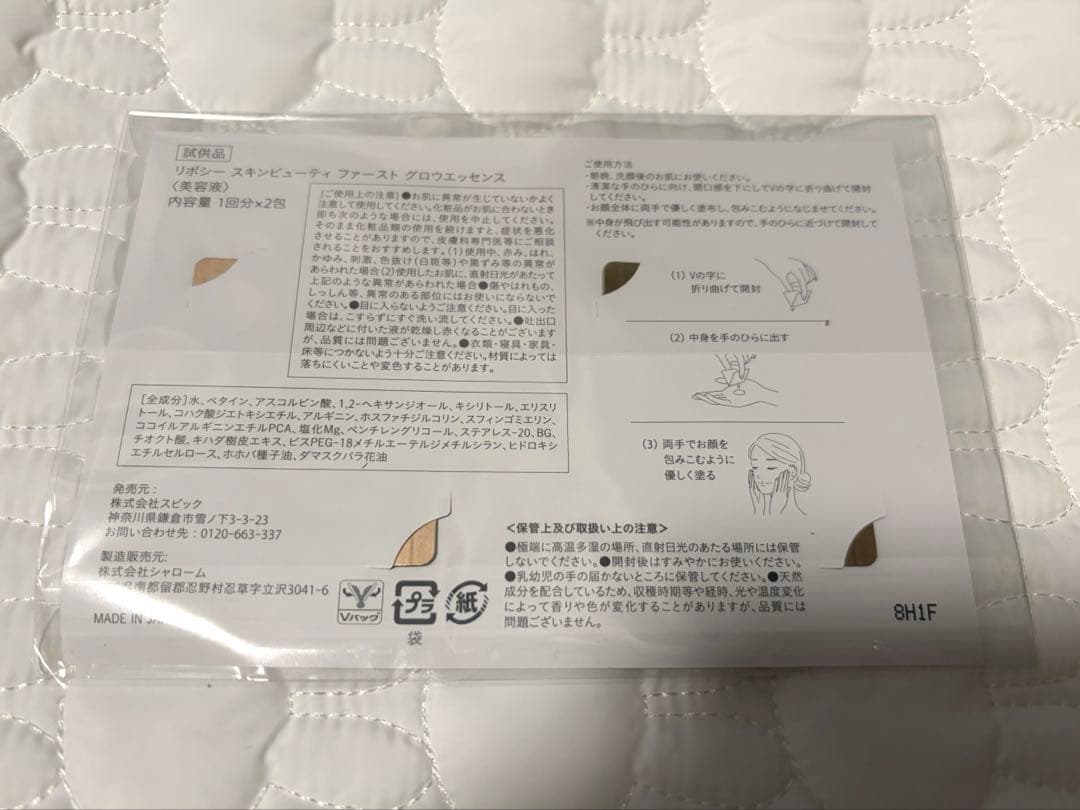 試供品
リポシー スキンビューティ ファースト グロウエッセンス
〈美容液〉
内容量 1回分×2包
[ご使用上の注意] ●お肌に異常が生じていないかよく
注意して使用してください。化粧品がお肌に合わないとき
即ち次のような場合には、使用を中止してください。
そのまま化粧品類の使用を続けますと、症状を悪化
させることがありますので、皮膚科専門医等にご相談
されることをおすすめします。(1)使用中、赤み、はれ、
かゆみ、刺激、色抜け(白斑等)や黒ずみ等の異常が
あらわれた場合(2)使用したお肌に、直射日光があたって
上記のような異常があらわれた場合●傷やはれもの、
しっしん等、異常のある部位にはお使いにならないで
ください。●目に入らないようご注意ください。目に入った
場合は、こすらずにすぐ洗い流してください。●吐出口
周辺などに付いた液が乾燥し赤くなることがございます
が、品質には問題ございません。●衣類・寝具・家具・
床等につかないよう十分ご注意ください。材質によっては
落ちにくいことや変色することがあります。
[全成分]水、ベタイン、アスコルビン酸、1,2-ヘキサンジオール、キシリトール、エリスリ
トール、コハク酸ジエトキシエチル、アルギニン、ホスファチジルコリン、スフィンゴミエリン、
ココイルアルギニンエチルPCA、塩化Mg、ペンチレングリコール、ステアレス-20、BG、
チオクト酸、キハダ樹皮エキス、ビスPEG-18メチルエーテルジメチルシラン、ヒドロキシ
エチルセルロース、ホホバ種子油、ダマスクバラ花油
発売元:
株式会社スピック
神奈川県鎌倉市雪ノ下3-3-23
お問い合わせ先:0120-663-337
製造販売元:
株式会社シャローム
県南都留郡忍野村忍草字立沢3041-6
MADE IN JA
Vパッグ
プラ
袋
紙
ご使用方法
・朝晩、洗顔後のお肌にお使いください。
・清潔な手のひらに向け、開口部を下にしてVの字に折り曲げて開封
してください。
・お顔全体に両手で優しく塗布し、包みこむようになじませてください。
※中身が飛び出す可能性がありますので、手のひらに近づけて開封して
ください。
(1) Vの字に
折り曲げて開封
(2) 中身を手のひらに出す
(3) 両手でお顔を
包みこむように
優しく塗る
<保管上及び取扱い上の注意>
●極端に高温多湿の場所、直射日光のあたる場所には保管
しないでください。●開封後はすみやかにお使いください。
●乳幼児の手の届かないところに保管してください。●天然
成分を配合しているため、収穫時期等や経時、光や温度変化
によって香りや色が変化することがありますが、品質には
問題ございません。
8H1F